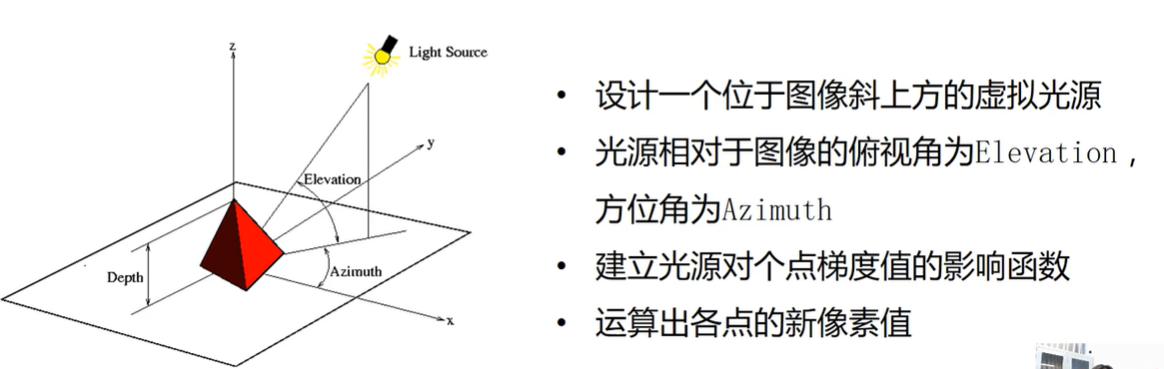 z
Light Source
y
Elevation
Depth
Azimuth
x
• 设计一个位于图像斜上方的虚拟光源
• 光源相对于图像的俯视角为Elevation，
方位角为Azimuth
• 建立光源对个点梯度值的影响函数
• 运算出各点的新像素值